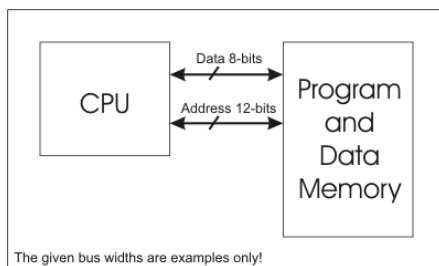 CPU
Data 8-bits
Address 12-bits
Program
and
Data
Memory
The given bus widths are examples only!